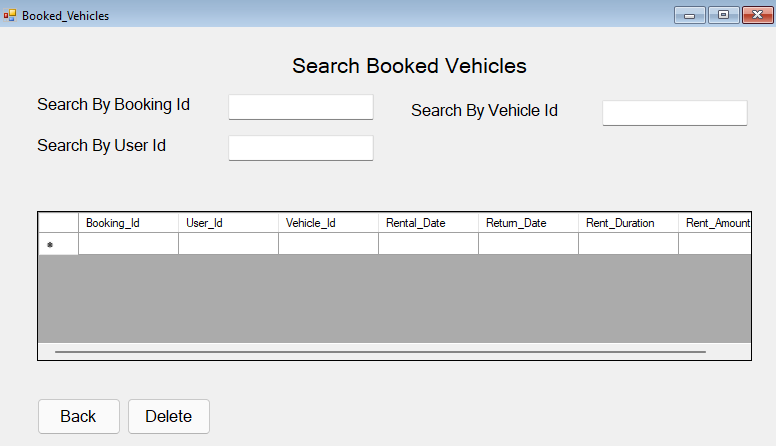 Booked_Vehicles
Search Booked Vehicles
Search By Booking Id
Search By Vehicle Id
Search By User Id
Booking_Id User_Id Vehicle_Id Rental_Date Return_Date Rent_Duration Rent_Amount
Back Delete